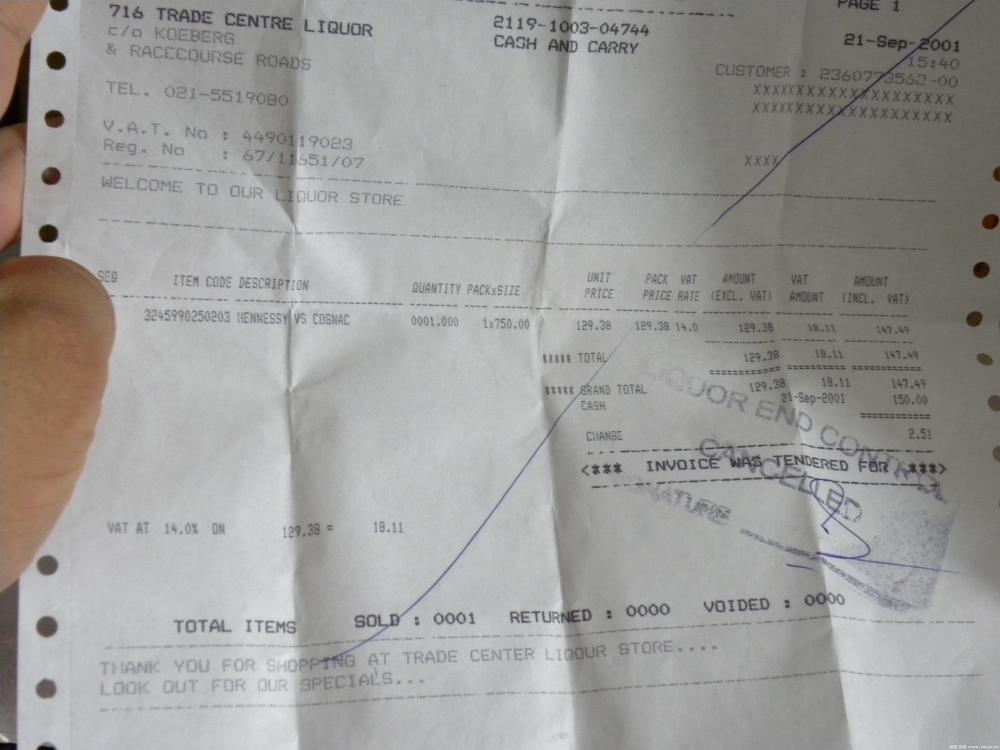 PAGE 1
716 TRADE CENTRE LIQUOR
2119-1003-04744
21-Sep-2001
c/o KOEBERG
CASH AND CARRY
15:40
& RACECOURSE ROADS
CUSTOMER : 2360773562-00
XXXXXXXXXXXXXXXXXXXX
TEL. 021-5519080
XXXXXXXXXXXXXXXXXXXX
V.A.T. No : 4490119023
Reg. No : 67/11651/07
XXXX
WELCOME TO OUR LIQUOR STORE
SEQ ITEM CODE DESCRIPTION QUANTITY PACKxSIZE UNIT PRICE PACK PRICE VAT RATE AMOUNT (EXCL. VAT) VAT AMOUNT AMOUNT (INCL. VAT)
3245990250203 HENNESSY VS COGNAC 0001.000 1x750.00 129.38 129.38 14.0 129.38 18.11 147.49
***** TOTAL 129.38 18.11 147.49
***** GRAND TOTAL 129.38 18.11 147.49
CASH 21-Sep-2001 150.00
CHANGE 2.51
LIQUOR END CONTROL
CANCELLED
SIGNATURE
<*** INVOICE WAS TENDERED FOR ***>
VAT AT 14.0% ON 129.38 = 18.11
TOTAL ITEMS SOLD : 0001 RETURNED : 0000 VOIDED : 0000
THANK YOU FOR SHOPPING AT TRADE CENTER LIQOUR STORE....
LOOK OUT FOR OUR SPECIALS...